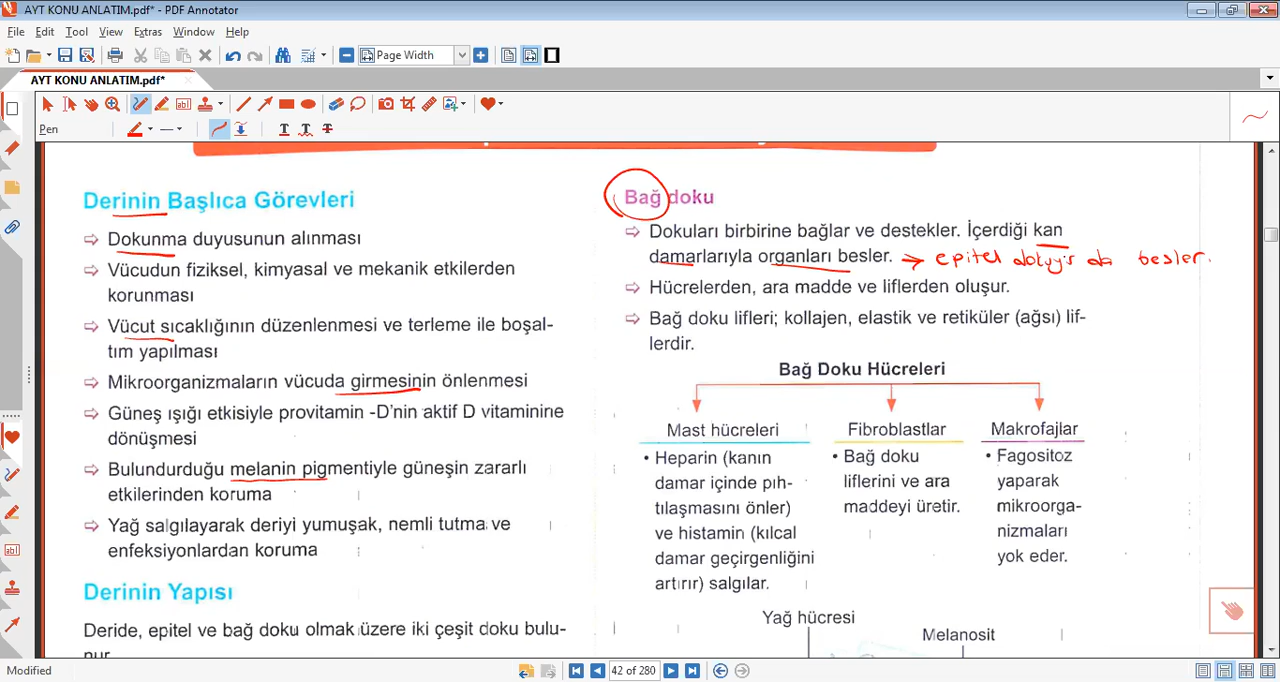 AYT KONU ANLATIM.pdf* - PDF Annotator
File Edit Tool View Extras Window Help
Page Width
AYT KONU ANLATIM.pdf*
Pen
Derinin Başlıca Görevleri
⇨ Dokunma duyusunun alınması
⇨ Vücudun fiziksel, kimyasal ve mekanik etkilerden
korunması
⇨ Vücut sıcaklığının düzenlenmesi ve terleme ile boşal-
tım yapılması
⇨ Mikroorganizmaların vücuda girmesinin önlenmesi
⇨ Güneş ışığı etkisiyle provitamin -D'nin aktif D vitaminine
dönüşmesi
⇨ Bulundurduğu melanin pigmentiyle güneşin zararlı
etkilerinden koruma
⇨ Yağ salgılayarak deriyi yumuşak, nemli tutma ve
enfeksiyonlardan koruma
Derinin Yapısı
Deride, epitel ve bağ doku olmak üzere iki çeşit doku bulu-
nur.
Bağ doku
⇨ Dokuları birbirine bağlar ve destekler. İçerdiği kan
damarlarıyla organları besler. → epitel dokuyu da besler.
⇨ Hücrelerden, ara madde ve liflerden oluşur.
⇨ Bağ doku lifleri; kollajen, elastik ve retiküler (ağsı) lif-
lerdir.
Bağ Doku Hücreleri
Mast hücreleri
• Heparin (kanın
damar içinde pıh-
tılaşmasını önler)
ve histamin (kılcal
damar geçirgenliğini
artırır) salgılar.
Fibroblastlar
• Bağ doku
liflerini ve ara
maddeyi üretir.
Makrofajlar
• Fagositoz
yaparak
mikroorga-
nizmaları
yok eder.
Yağ hücresi
Melanosit
Modified
42 of 280